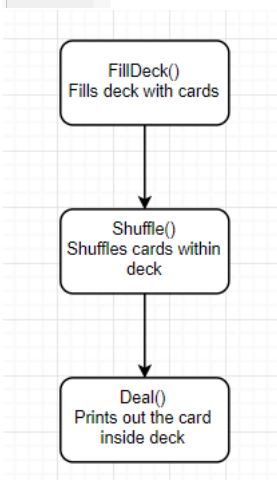 FillDeck()
Fills deck with cards
Shuffle()
Shuffles cards within
deck
Deal()
Prints out the card
inside deck